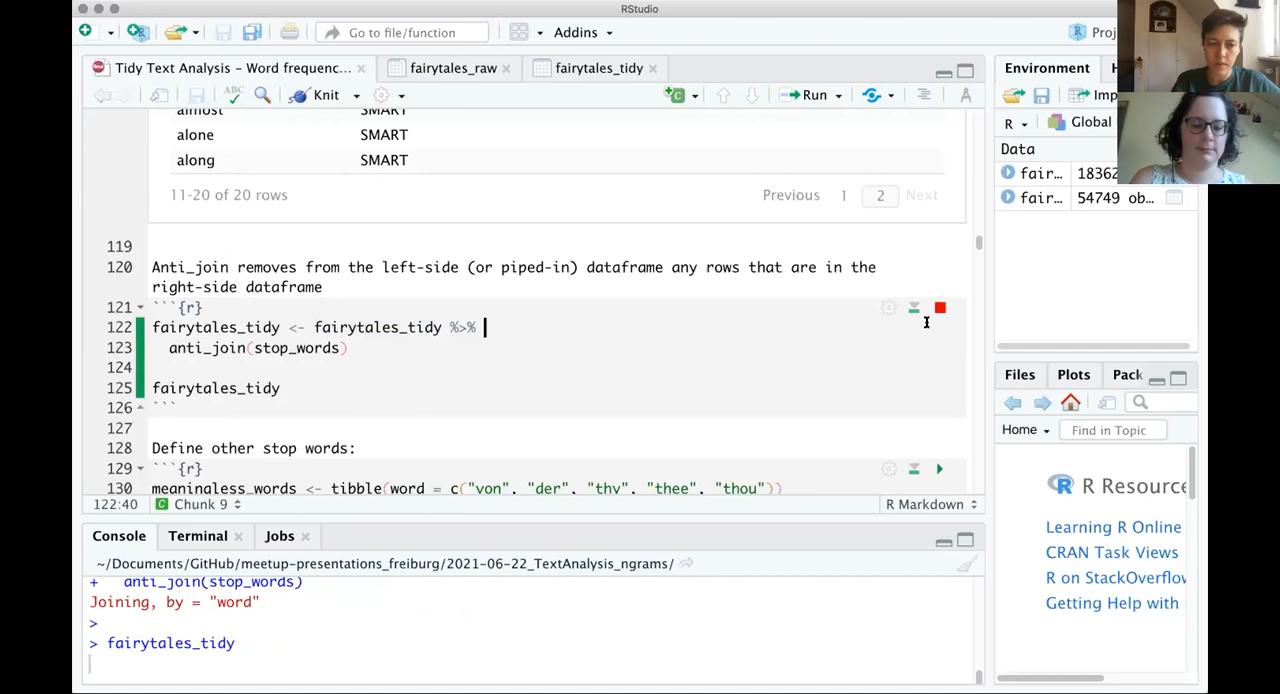 RStudio
Go to file/function
Addins
Proj
Tidy Text Analysis – Word frequenc...
fairytales_raw
fairytales_tidy
Environment
H
ABC
Knit
Run
Imp
R
Global
Data
fair... 18362
fair... 54749 ob...
almost SMART
alone SMART
along SMART
11-20 of 20 rows
Previous 1 2 Next
119
120 Anti_join removes from the left-side (or piped-in) dataframe any rows that are in the
right-side dataframe
121 ```{r}
122 fairytales_tidy <- fairytales_tidy %>%
123 anti_join(stop_words)
124
125 fairytales_tidy
126 ```
127
128 Define other stop words:
129 ```{r}
130 meaningless_words <- tibble(word = c("von", "der", "thy", "thee", "thou"))
122:40 Chunk 9 R Markdown
Files Plots Pack
Home Find in Topic
R Resource
Learning R Online
CRAN Task Views
R on StackOverflow
Getting Help with
Console Terminal Jobs
~/Documents/GitHub/meetup-presentations_freiburg/2021-06-22_TextAnalysis_ngrams/
+ anti_join(stop_words)
Joining, by = "word"
>
> fairytales_tidy